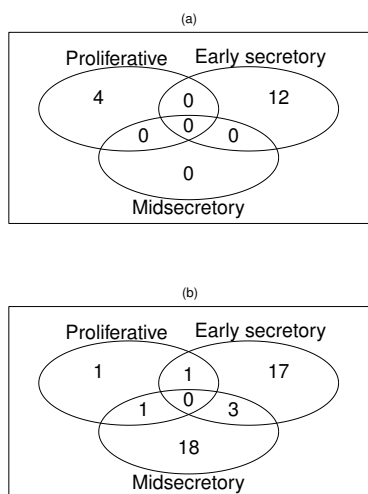 (a)
Proliferative Early secretory
4 0 12
0
0 0
0
Midsecretory
(b)
Proliferative Early secretory
1 1 17
0
1 3
18
Midsecretory